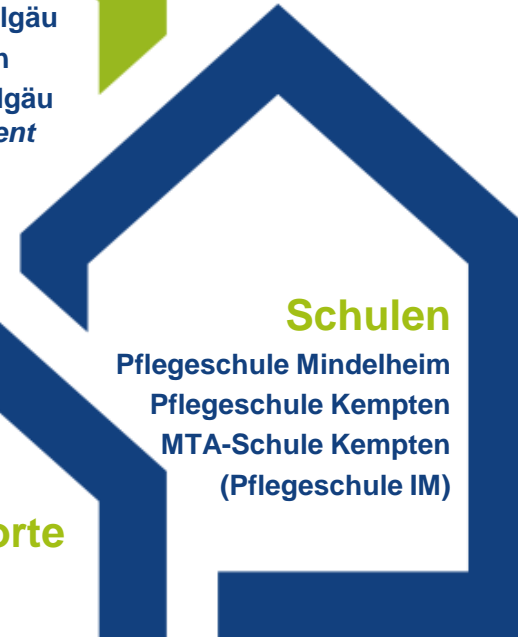 lgäu
n
lgäu
ent
Schulen
Pflegeschule Mindelheim
Pflegeschule Kempten
MTA-Schule Kempten
(Pflegeschule IM)
orte